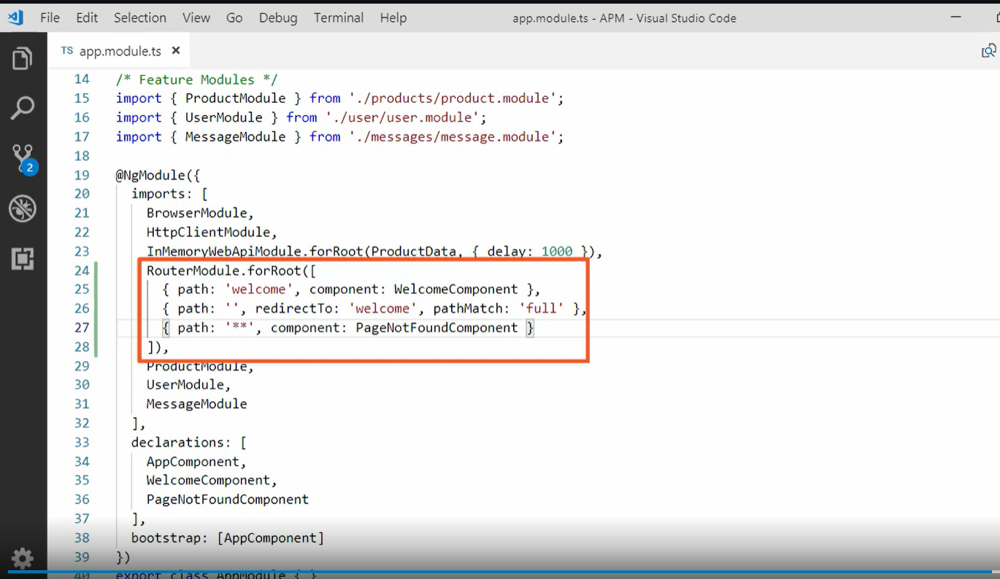 File Edit Selection View Go Debug Terminal Help app.module.ts - APM - Visual Studio Code
TS app.module.ts ×
14 /* Feature Modules */
15 import { ProductModule } from './products/product.module';
16 import { UserModule } from './user/user.module';
17 import { MessageModule } from './messages/message.module';
18
19 @NgModule({
20 imports: [
21 BrowserModule,
22 HttpClientModule,
23 InMemoryWebApiModule.forRoot(ProductData, { delay: 1000 }),
24 RouterModule.forRoot([
25 { path: 'welcome', component: WelcomeComponent },
26 { path: '', redirectTo: 'welcome', pathMatch: 'full' },
27 { path: '**', component: PageNotFoundComponent }
28 ]),
29 ProductModule,
30 UserModule,
31 MessageModule
32 ],
33 declarations: [
34 AppComponent,
35 WelcomeComponent,
36 PageNotFoundComponent
37 ],
38 bootstrap: [AppComponent]
39 })
40 export class AppModule { }
2